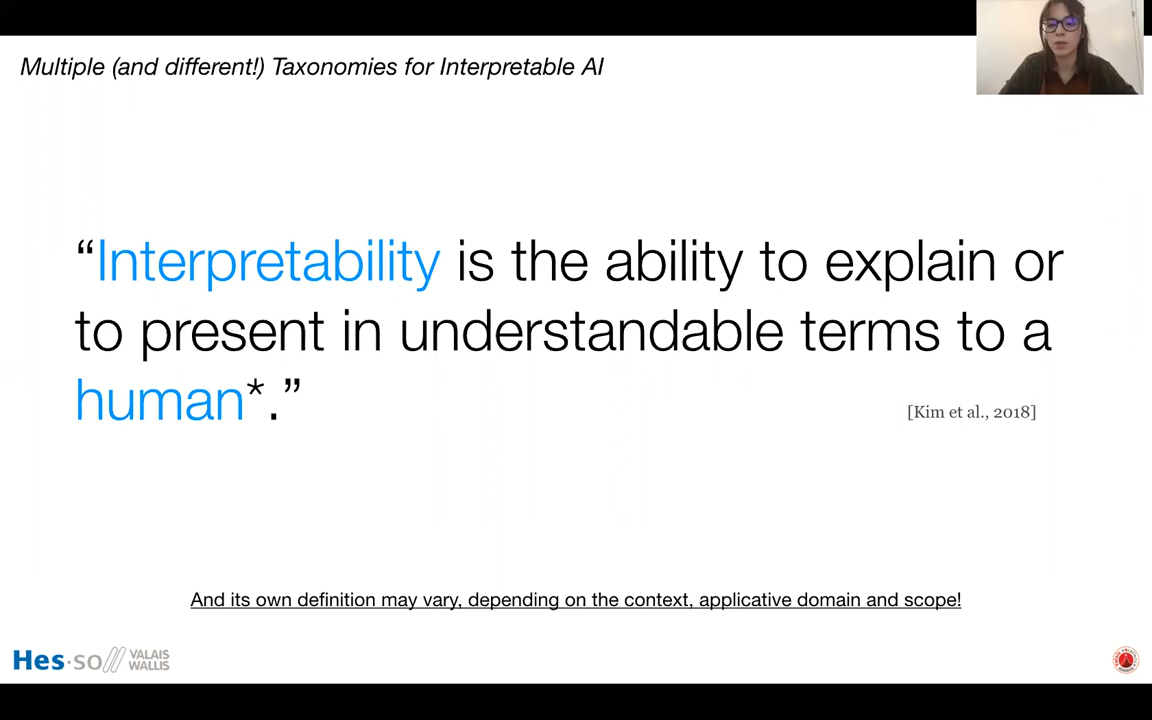 Multiple (and different!) Taxonomies for Interpretable AI
“Interpretability is the ability to explain or
to present in understandable terms to a
human*.”
[Kim et al., 2018]
And its own definition may vary, depending on the context, applicative domain and scope!
Hes·so VALAIS
WALLIS